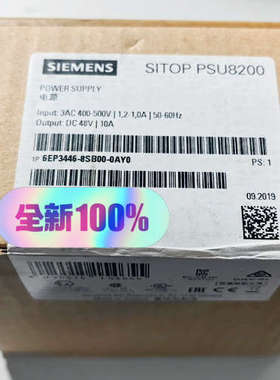 SIEMENS
SITOP PSU8200
POWER SUPPLY
电源
Input: 3AC 400-500V | 1,2-1,0A | 50-60Hz
Output: DC 48V | 10A
1P 6EP3446-8SB00-0AY0
PS: 1
09.2019
全新100%